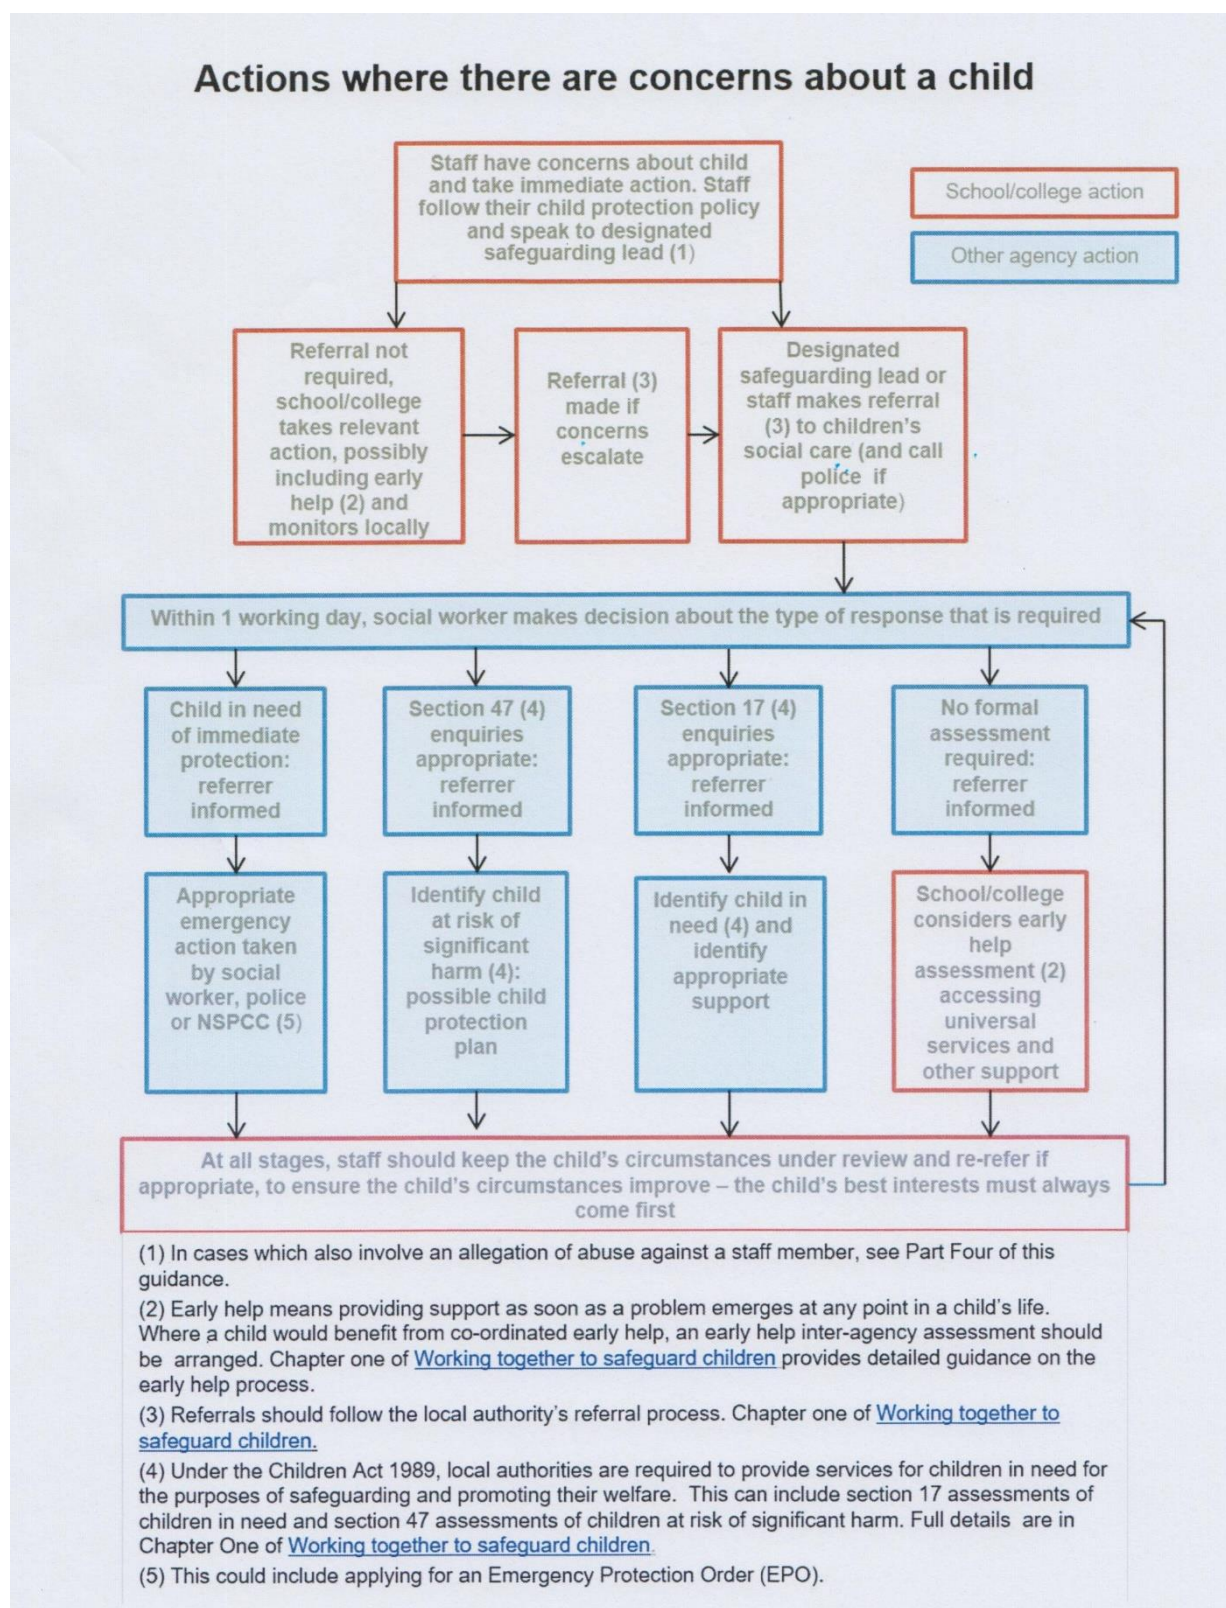 Actions where there are concerns about a child
Staff have concerns about child
and take immediate action. Staff
follow their child protection policy
and speak to designated
safeguarding lead (1)
School/college action
Other agency action
Referral not
required,
school/college
takes relevant
action, possibly
including early
help (2) and
monitors locally
Referral (3)
made if
concerns
escalate
Designated
safeguarding lead or
staff makes referral
(3) to children's
social care (and call
police if
appropriate)
Within 1 working day, social worker makes decision about the type of response that is required
Child in need
of immediate
protection:
referrer
informed
Section 47 (4)
enquiries
appropriate:
referrer
informed
Section 17 (4)
enquiries
appropriate:
referrer
informed
No formal
assessment
required:
referrer
informed
Appropriate
emergency
action taken
by social
worker, police
or NSPCC (5)
Identify child
at risk of
significant
harm (4):
possible child
protection
plan
Identify child in
need (4) and
identify
appropriate
support
School/college
considers early
help
assessment (2)
accessing
universal
services and
other support
At all stages, staff should keep the child's circumstances under review and re-refer if
appropriate, to ensure the child's circumstances improve – the child's best interests must always
come first
(1) In cases which also involve an allegation of abuse against a staff member, see Part Four of this
guidance.
(2) Early help means providing support as soon as a problem emerges at any point in a child's life.
Where a child would benefit from co-ordinated early help, an early help inter-agency assessment should
be arranged. Chapter one of Working together to safeguard children provides detailed guidance on the
early help process.
(3) Referrals should follow the local authority's referral process. Chapter one of Working together to
safeguard children.
(4) Under the Children Act 1989, local authorities are required to provide services for children in need for
the purposes of safeguarding and promoting their welfare. This can include section 17 assessments of
children in need and section 47 assessments of children at risk of significant harm. Full details are in
Chapter One of Working together to safeguard children.
(5) This could include applying for an Emergency Protection Order (EPO).